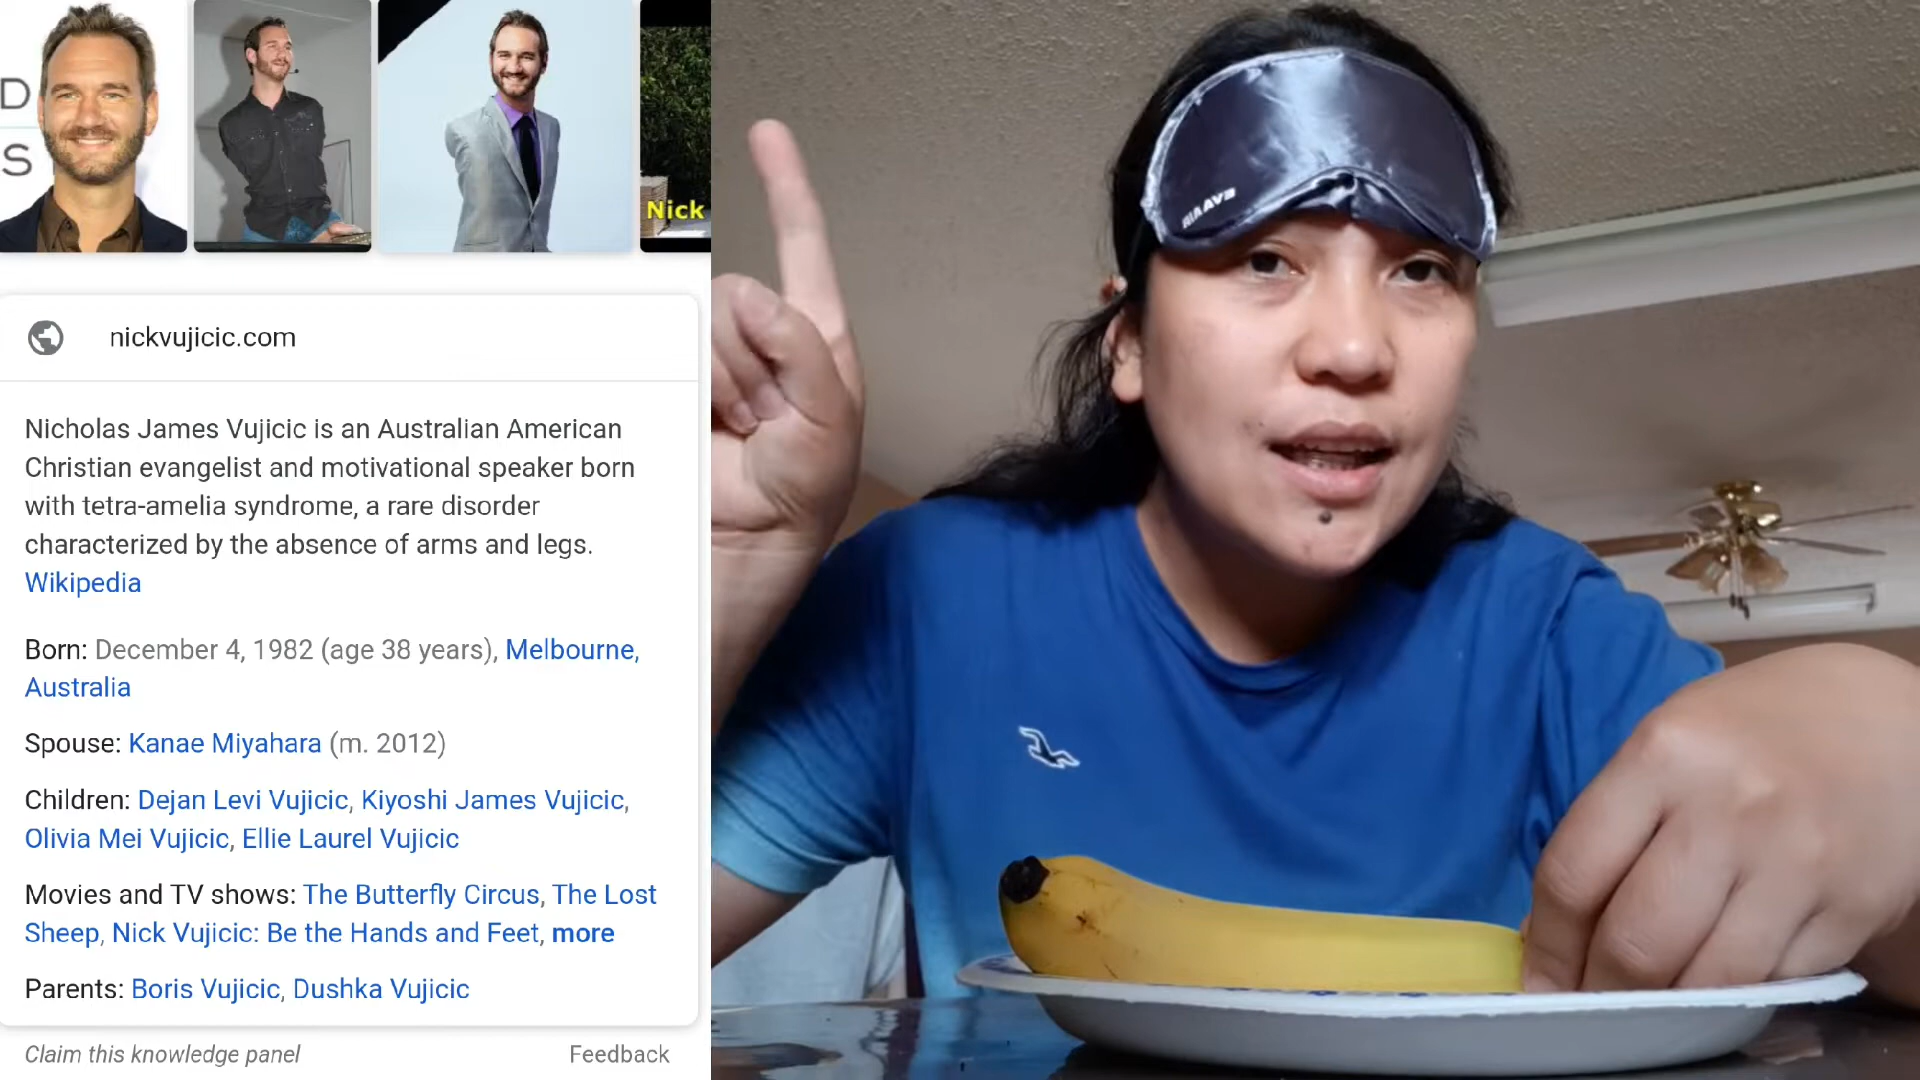 D
S
Nick
nickvujicic.com
Nicholas James Vujicic is an Australian American
Christian evangelist and motivational speaker born
with tetra-amelia syndrome, a rare disorder
characterized by the absence of arms and legs.
Wikipedia
Born: December 4, 1982 (age 38 years), Melbourne,
Australia
Spouse: Kanae Miyahara (m. 2012)
Children: Dejan Levi Vujicic, Kiyoshi James Vujicic,
Olivia Mei Vujicic, Ellie Laurel Vujicic
Movies and TV shows: The Butterfly Circus, The Lost
Sheep, Nick Vujicic: Be the Hands and Feet, more
Parents: Boris Vujicic, Dushka Vujicic
Claim this knowledge panel
Feedback